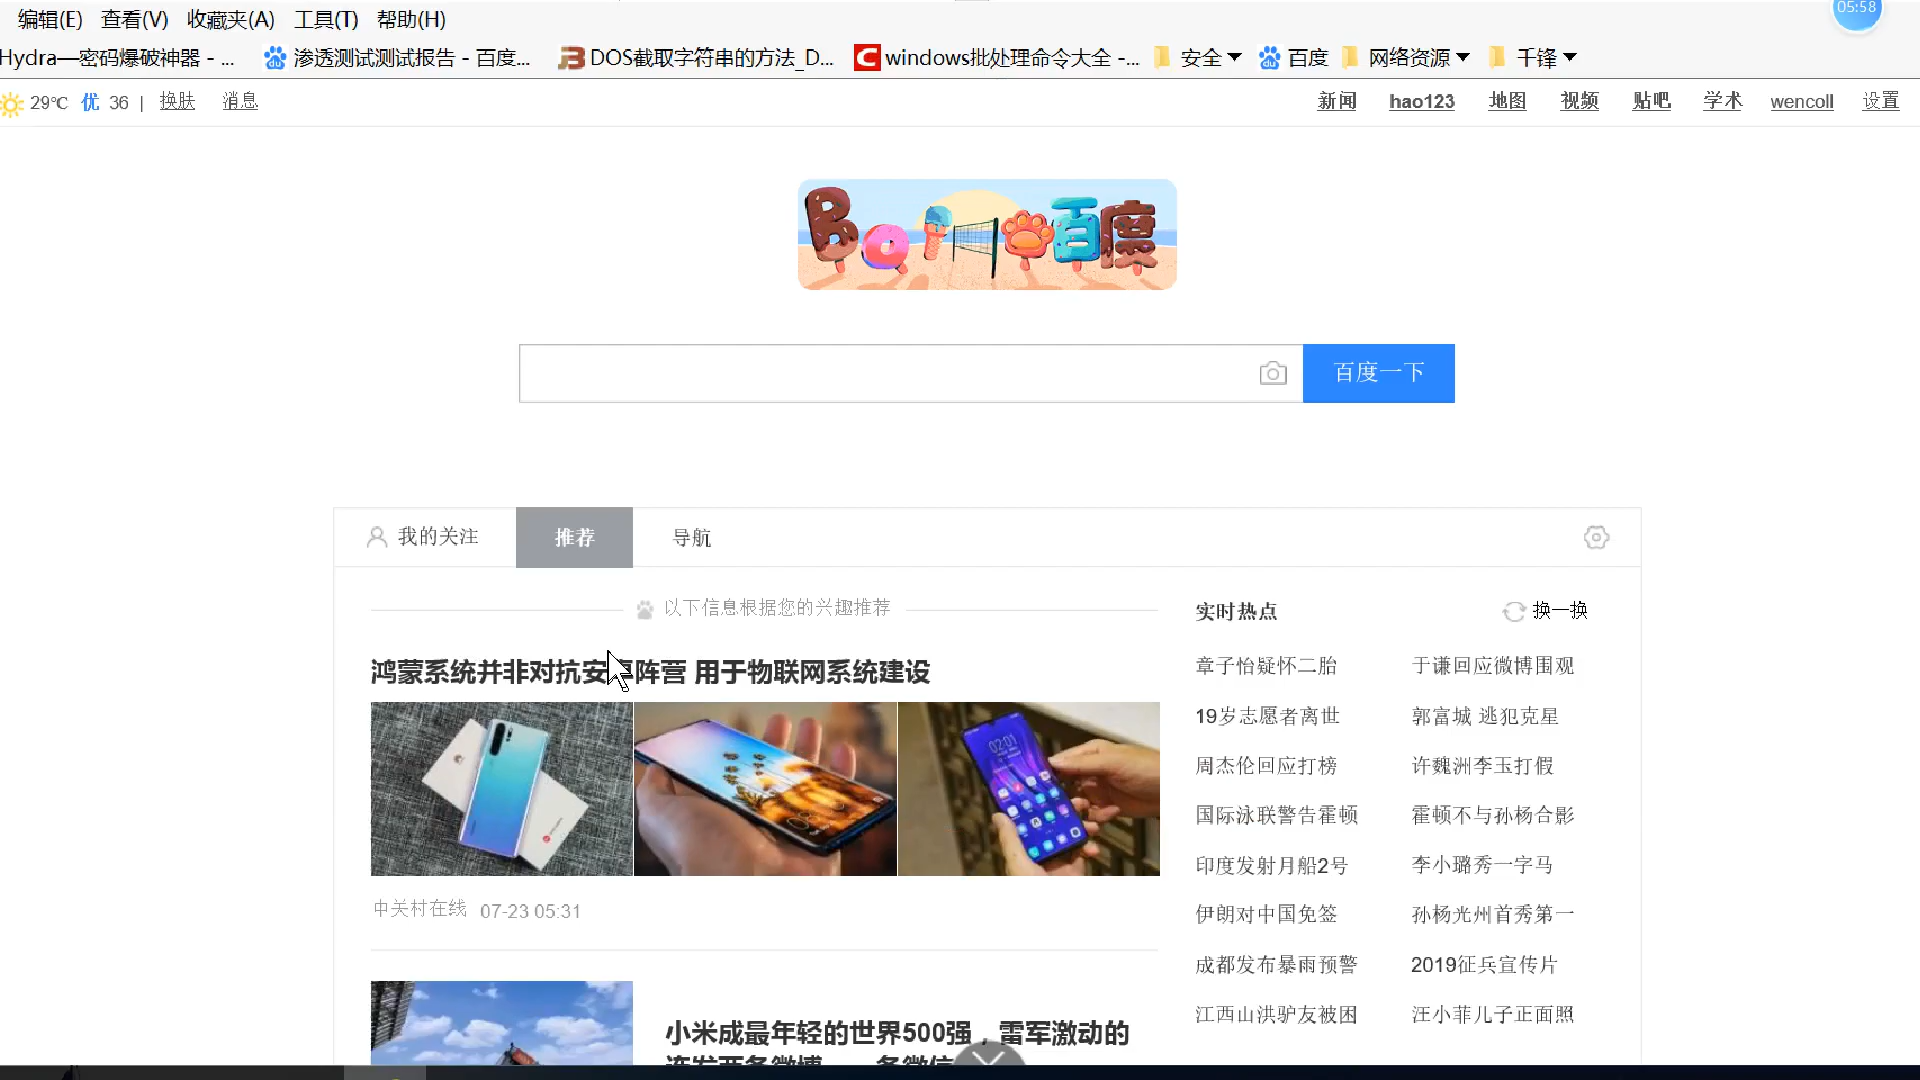 编辑(E) 查看(V) 收藏夹(A) 工具(T) 帮助(H)
05:58
Hydra—密码爆破神器 - ... 渗透测试测试报告 - 百度... DOS截取字符串的方法_D... windows批处理命令大全 -... 安全 百度 网络资源 千锋
29℃ 优 36 | 换肤 消息
新闻 hao123 地图 视频 贴吧 学术 wencoll 设置
Bai 百度
百度一下
我的关注 推荐 导航
以下信息根据您的兴趣推荐
鸿蒙系统并非对抗安卓阵营 用于物联网系统建设
02:01
中关村在线 07-23 05:31
小米成最年轻的世界500强，雷军激动的
连发两条微博
实时热点 换一换
章子怡疑怀二胎 于谦回应微博围观
19岁志愿者离世 郭富城 逃犯克星
周杰伦回应打榜 许魏洲李玉打假
国际泳联警告霍顿 霍顿不与孙杨合影
印度发射月船2号 李小璐秀一字马
伊朗对中国免签 孙杨光州首秀第一
成都发布暴雨预警 2019征兵宣传片
江西山洪驴友被困 汪小菲儿子正面照